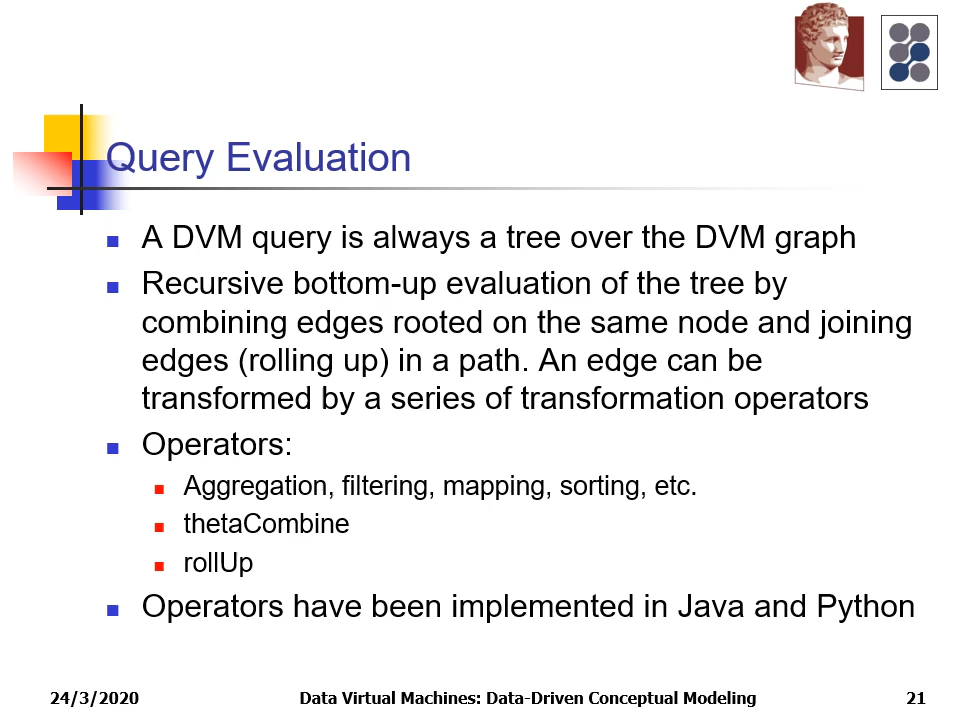 Query Evaluation
A DVM query is always a tree over the DVM graph
Recursive bottom-up evaluation of the tree by
combining edges rooted on the same node and joining
edges (rolling up) in a path. An edge can be
transformed by a series of transformation operators
Operators:
Aggregation, filtering, mapping, sorting, etc.
thetaCombine
rollUp
Operators have been implemented in Java and Python
24/3/2020 Data Virtual Machines: Data-Driven Conceptual Modeling 21